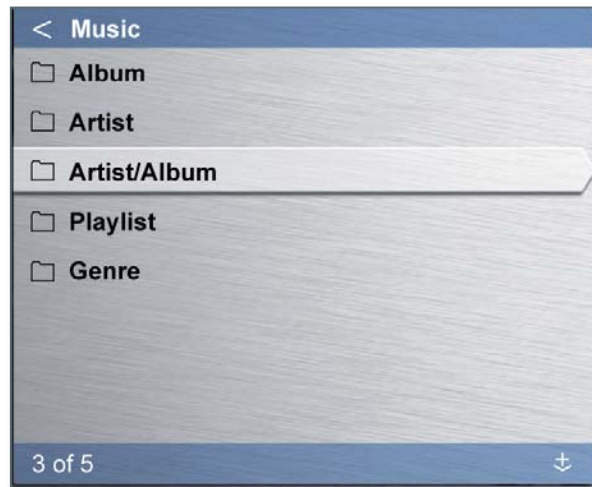 < Music
Album
Artist
Artist/Album
Playlist
Genre
3 of 5